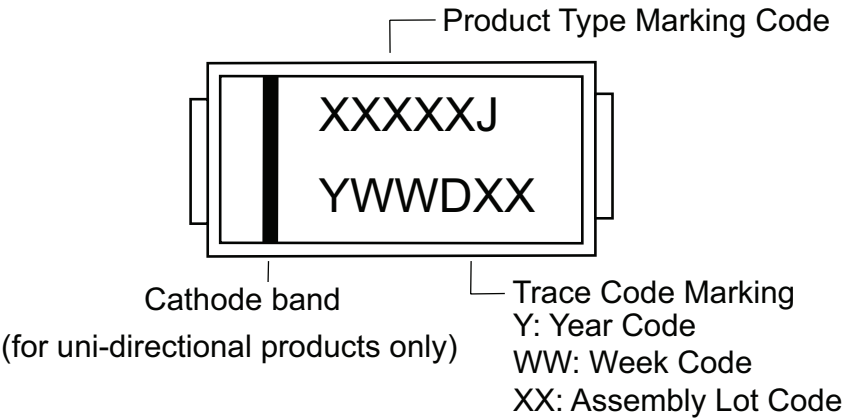 Product Type Marking Code
XXXXXJ
YWWDXX
Cathode band
(for uni-directional products only)
Trace Code Marking
Y: Year Code
WW: Week Code
XX: Assembly Lot Code